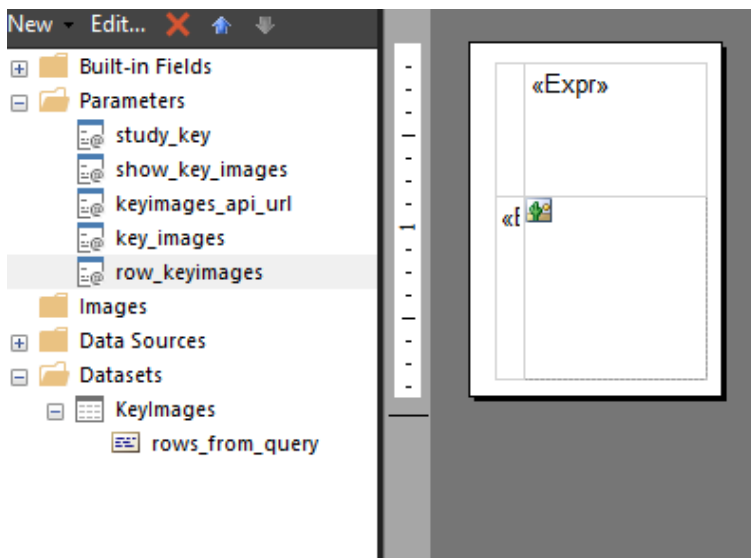 New Edit...
Built-in Fields
Parameters
study_key
show_key_images
keyimages_api_url
key_images
row_keyimages
Images
Data Sources
Datasets
KeyImages
rows_from_query
1
«Expr»
«E